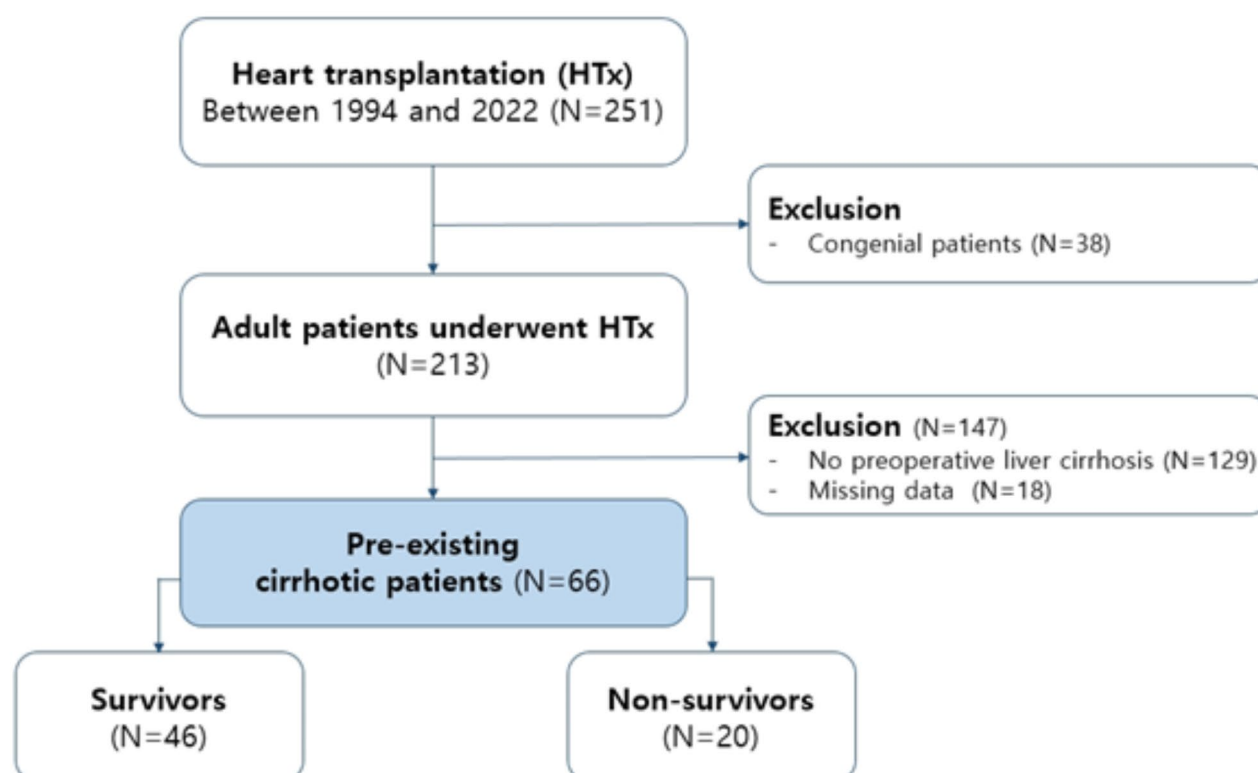 Heart transplantation (HTx)
Between 1994 and 2022 (N=251)
Exclusion
- Congenial patients (N=38)
Adult patients underwent HTx
(N=213)
Exclusion (N=147)
- No preoperative liver cirrhosis (N=129)
- Missing data (N=18)
Pre-existing
cirrhotic patients (N=66)
Survivors
(N=46)
Non-survivors
(N=20)